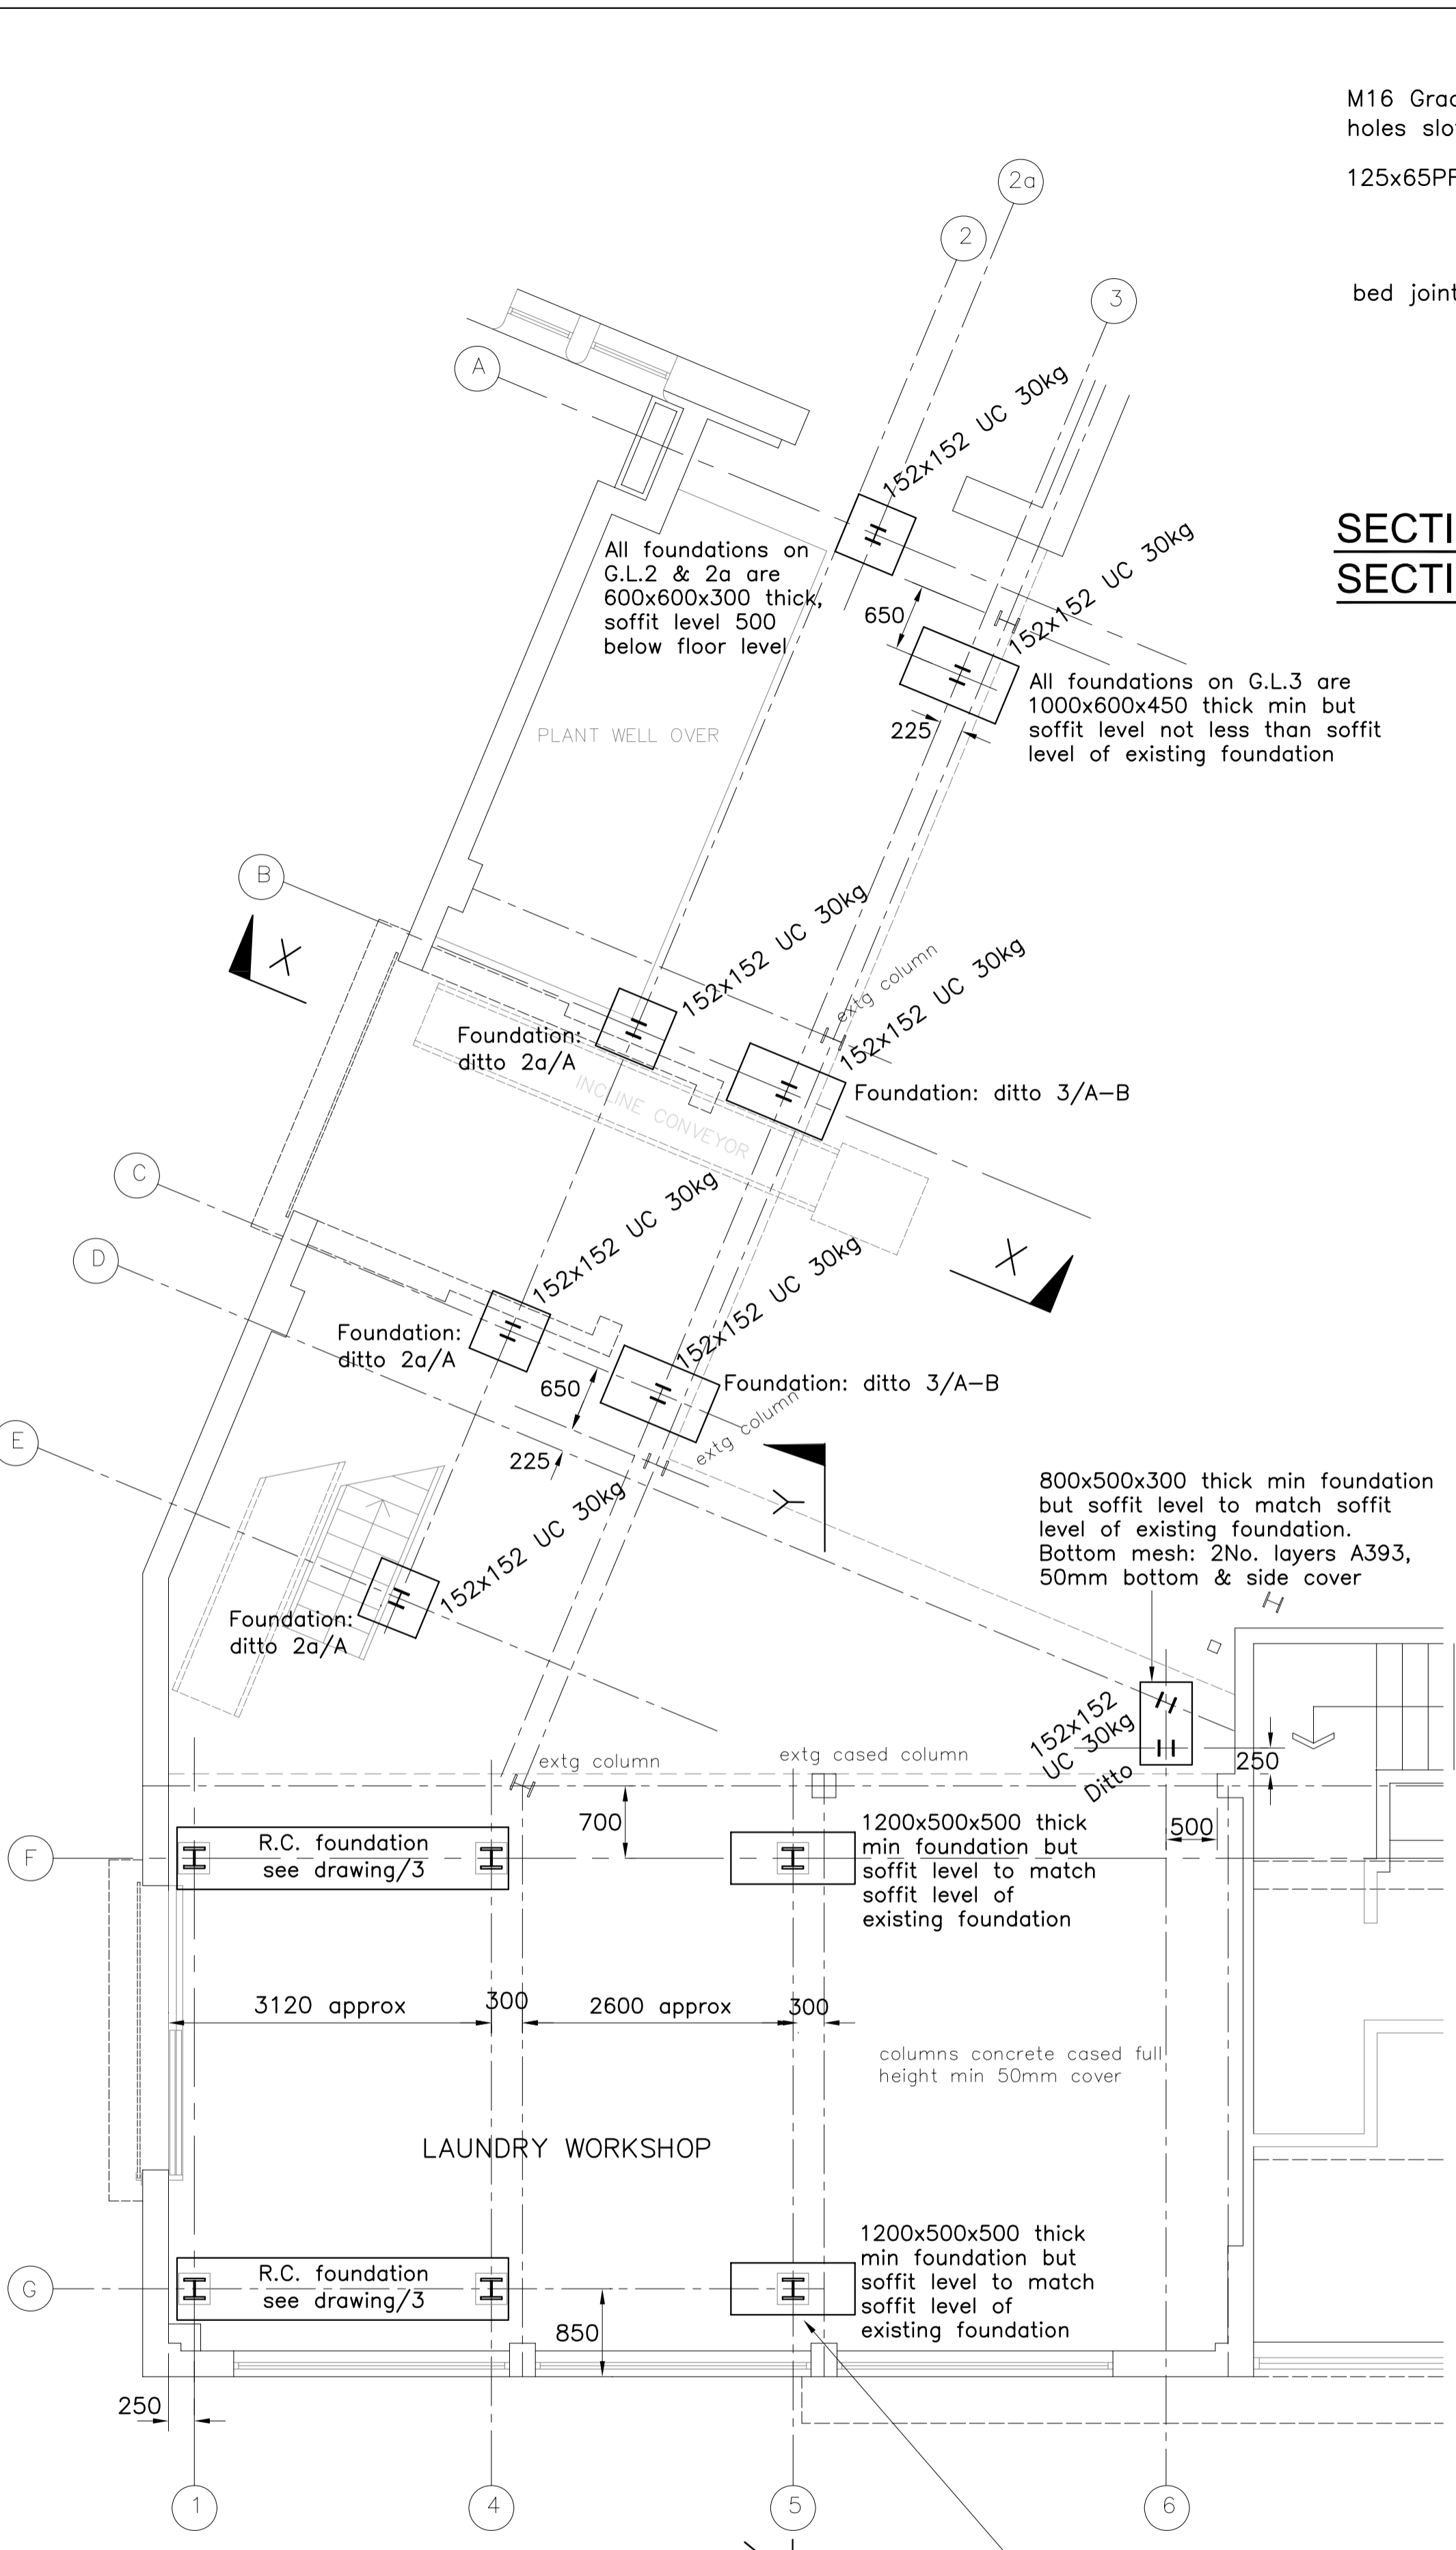 M16
holes
125x65PF
bed joint
SECTI
SECTI
2a
2
3
A
152x152 UC 30kg
152x152 UC 30kg
All foundations on
G.L.2 & 2a are
600x600x300 thick,
soffit level 500
below floor level
650
All foundations on G.L.3 are
1000x600x450 thick min but
soffit level not less than soffit
level of existing foundation
225
PLANT WELL OVER
B
X
152x152 UC 30kg
extg column
152x152 UC 30kg
Foundation:
ditto 2a/A
INCLINE CONVEYOR
Foundation: ditto 3/A-B
C
D
152x152 UC 30kg
152x152 UC 30kg
X
Foundation:
ditto 2a/A
650
Foundation: ditto 3/A-B
extg column
225
E
Y
152x152 UC 30kg
800x500x300 thick min foundation
but soffit level to match soffit
level of existing foundation.
Bottom mesh: 2No. layers A393,
50mm bottom & side cover
Foundation:
ditto 2a/A
152x152
UC 30kg
Ditto
250
extg column
extg cased column
700
500
F
R.C. foundation
see drawing/3
1200x500x500 thick
min foundation but
soffit level to match
soffit level of
existing foundation
3120 approx
300
2600 approx
300
columns concrete cased full
height min 50mm cover
LAUNDRY WORKSHOP
G
R.C. foundation
see drawing/3
1200x500x500 thick
min foundation but
soffit level to match
soffit level of
existing foundation
850
250
1
4
5
6